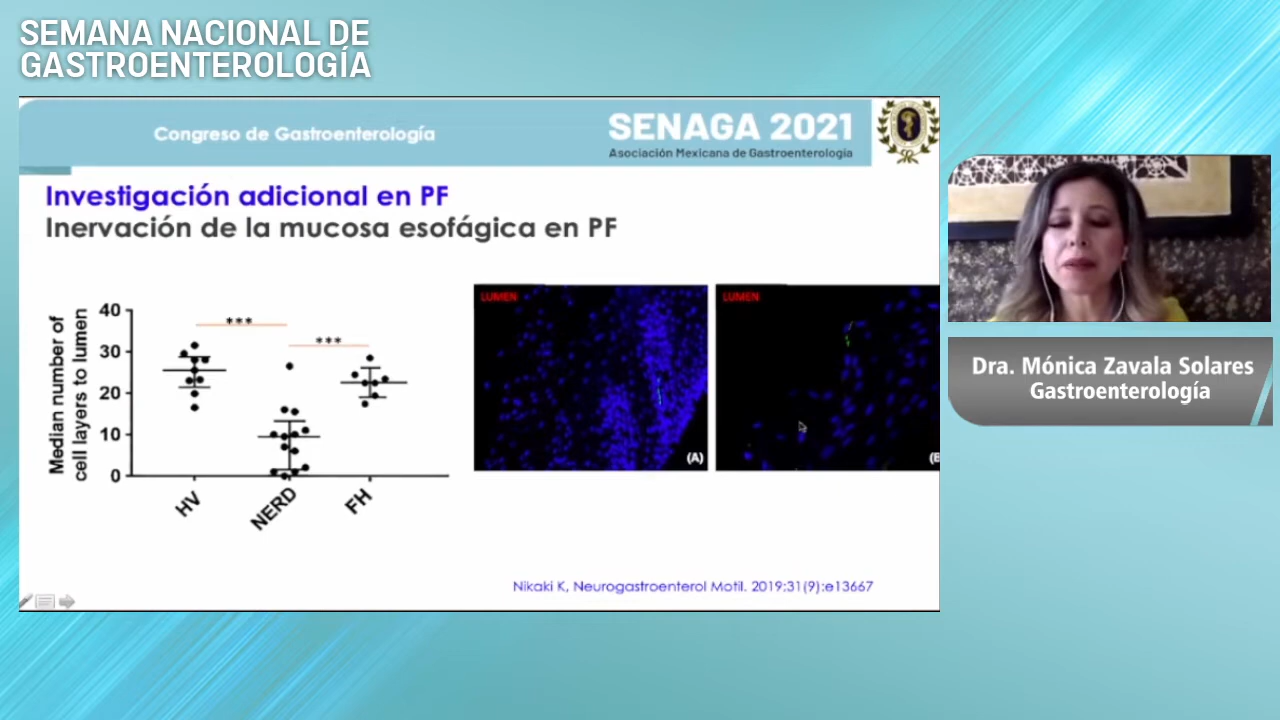 SEMANA NACIONAL DE
GASTROENTEROLOGÍA
Congreso de Gastroenterología
SENAGA 2021
Asociación Mexicana de Gastroenterología
Investigación adicional en PF
Inervación de la mucosa esofágica en PF
Median number of
cell layers to lumen
40
30
20
10
0
***
***
HV
NERD
FH
LUMEN
(A)
LUMEN
(B
Nikaki K, Neurogastroenterol Motil. 2019;31(9):e13667
Dra. Mónica Zavala Solares
Gastroenterología